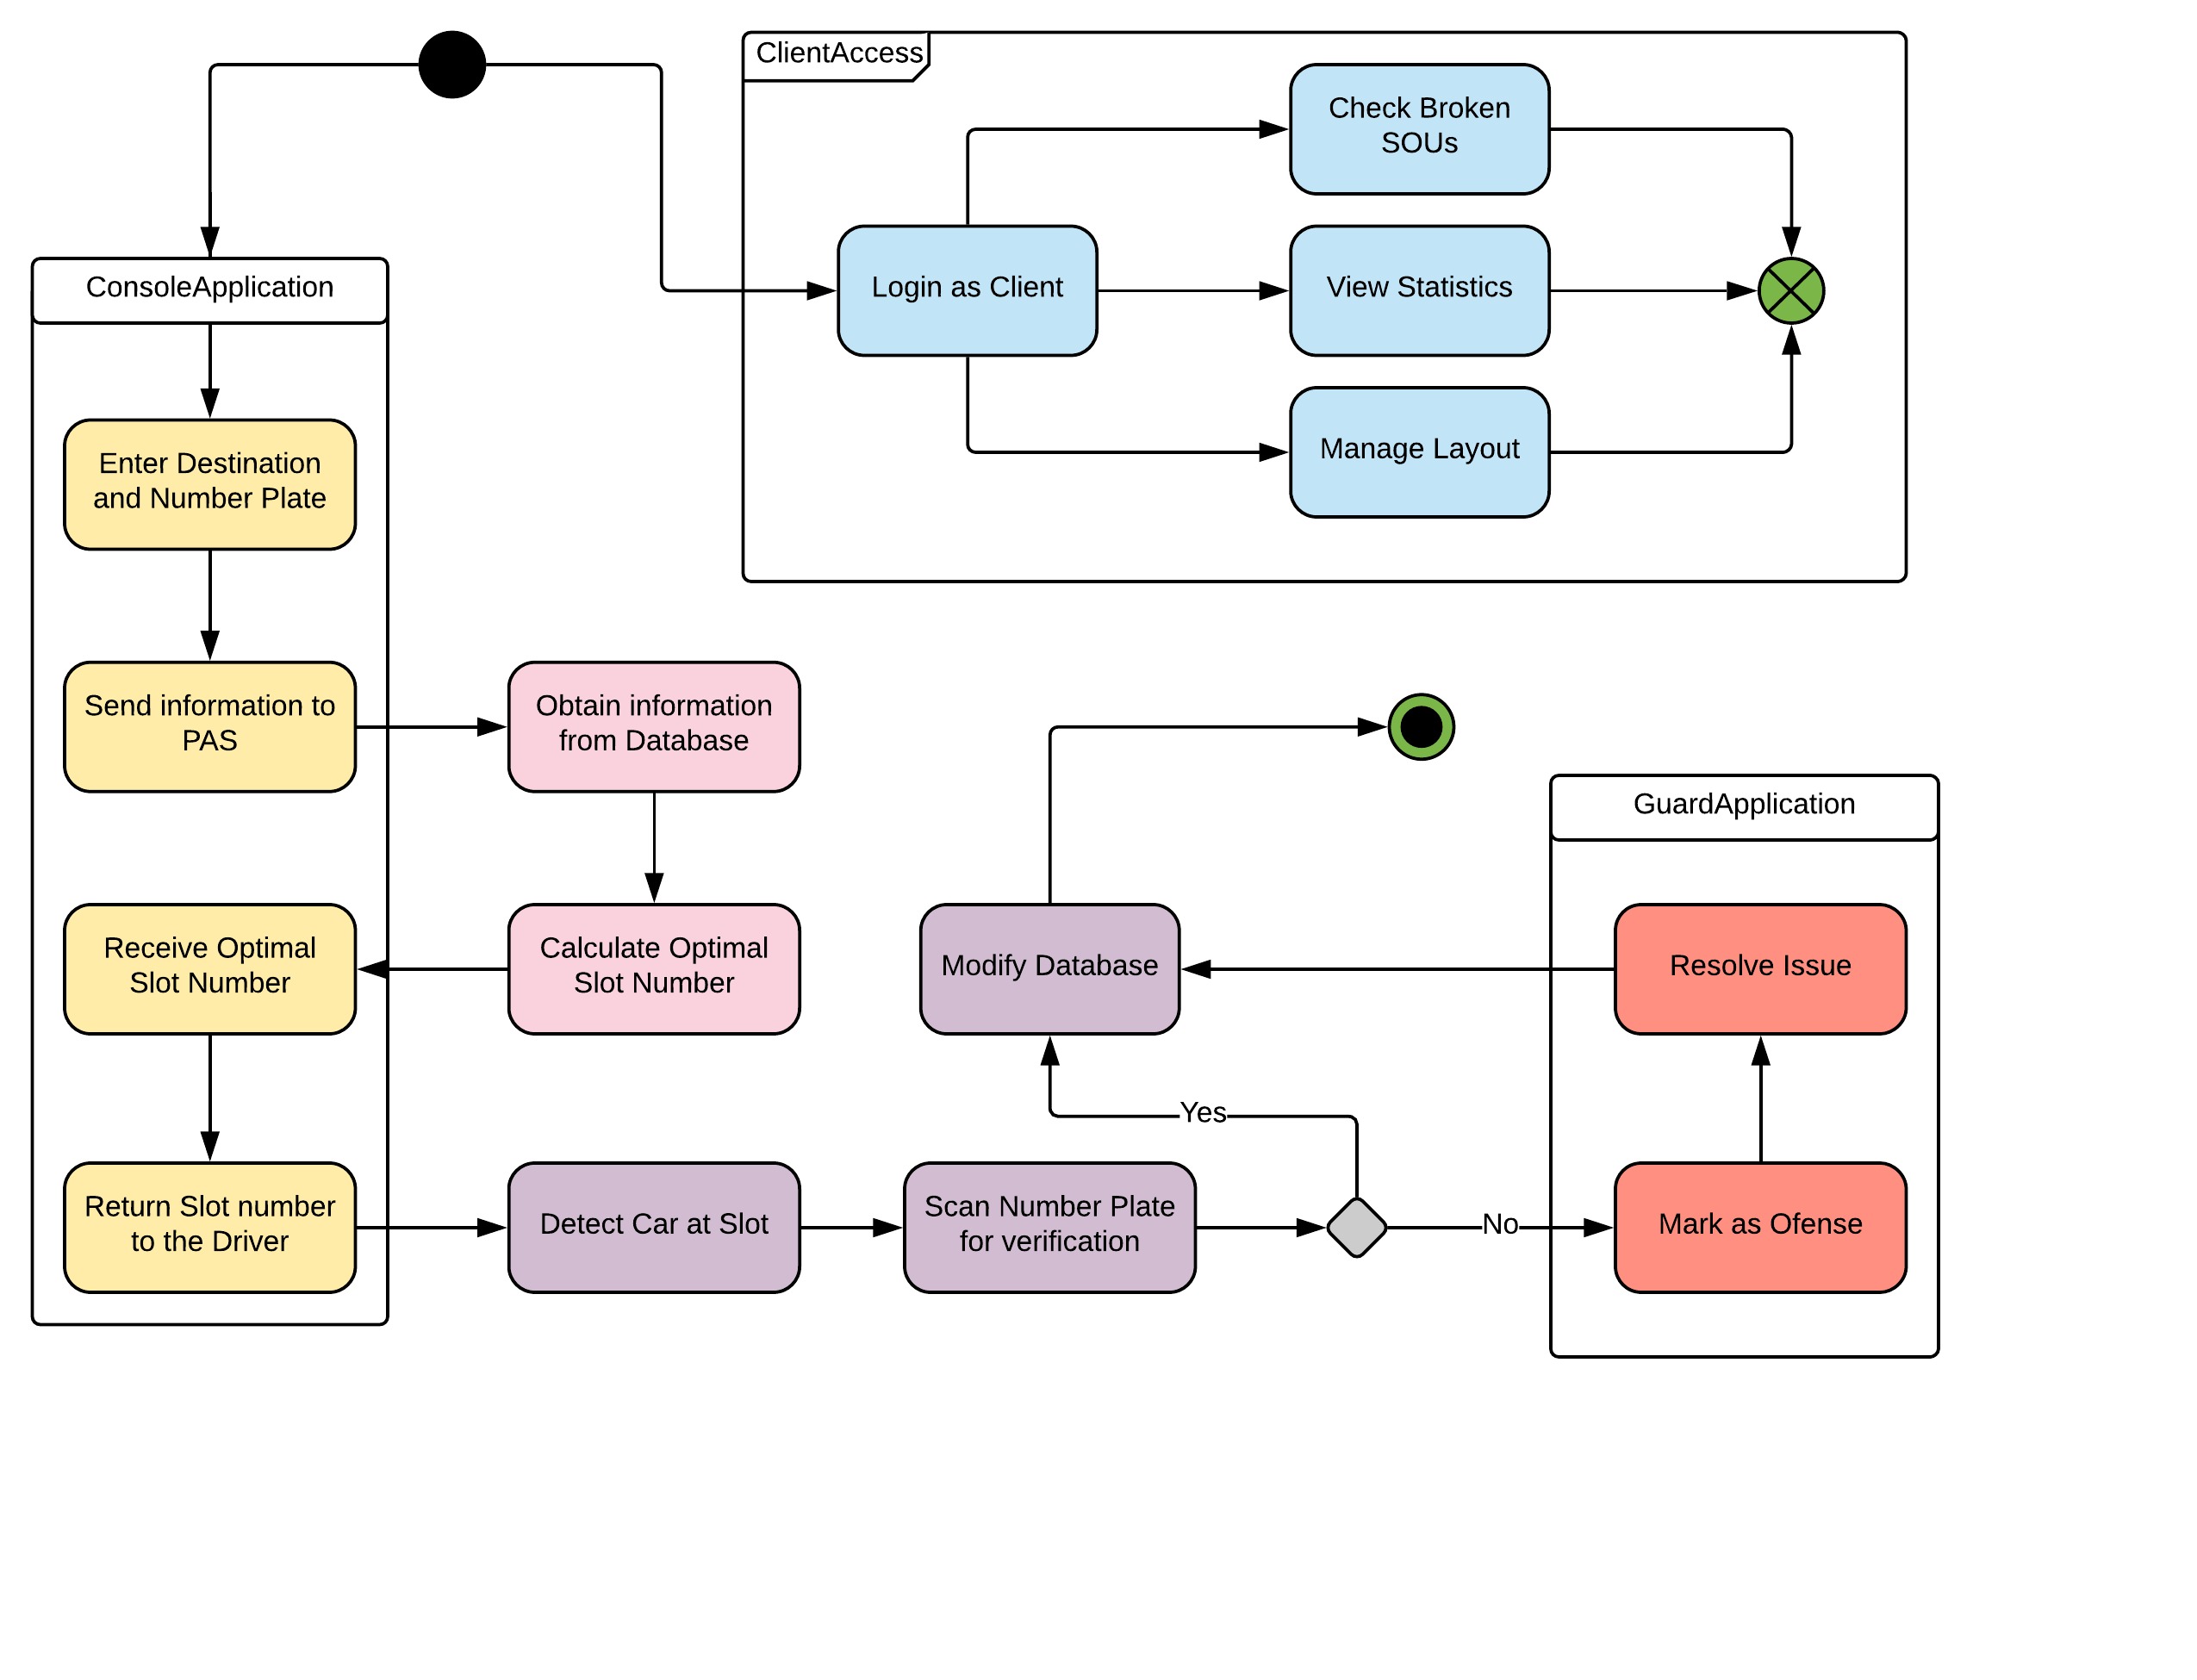 ClientAccess
Check Broken
SOUs
Login as Client
View Statistics
Manage Layout
ConsoleApplication
Enter Destination
and Number Plate
Send information to
PAS
Obtain information
from Database
Receive Optimal
Slot Number
Calculate Optimal
Slot Number
Return Slot number
to the Driver
Detect Car at Slot
Scan Number Plate
for verification
Modify Database
Yes
No
GuardApplication
Resolve Issue
Mark as Ofense